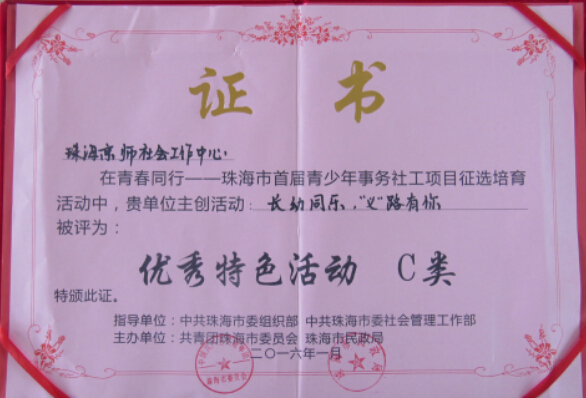 证书
珠海京师社会工作中心:
在青春同行——珠海市首届青少年事务社工项目征选培育
活动中，贵单位主创活动：长幼同乐，“义”路有你
被评为：
优秀特色活动 C类
特颁此证。
指导单位：中共珠海市委组织部 中共珠海市委社会管理工作部
主办单位：共青团珠海市委员会 珠海市民政局
二〇一六年一月